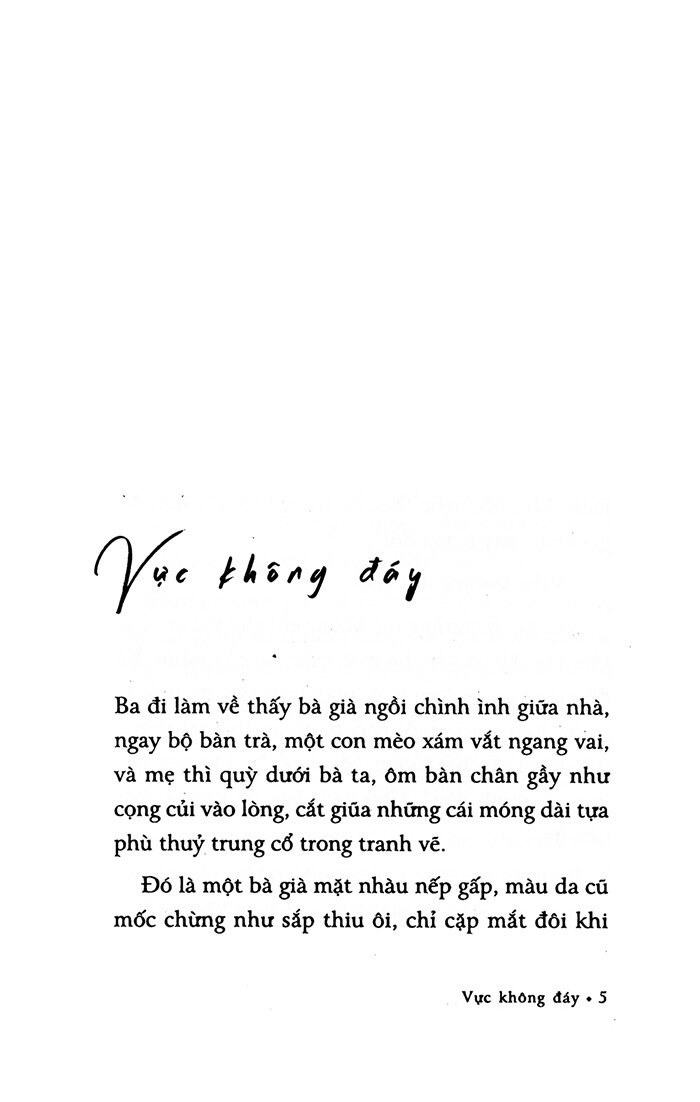 Vực không đáy
Ba đi làm về thấy bà già ngồi chình ình giữa nhà,
ngay bộ bàn trà, một con mèo xám vắt ngang vai,
và mẹ thì quỳ dưới bà ta, ôm bàn chân gầy như
cọng củi vào lòng, cắt giũa những cái móng dài tựa
phù thuỷ trung cổ trong tranh vẽ.
Đó là một bà già mặt nhàu nếp gấp, màu da cũ
mốc chừng như sắp thiu ôi, chỉ cặp mắt đôi khi
Vực không đáy • 5